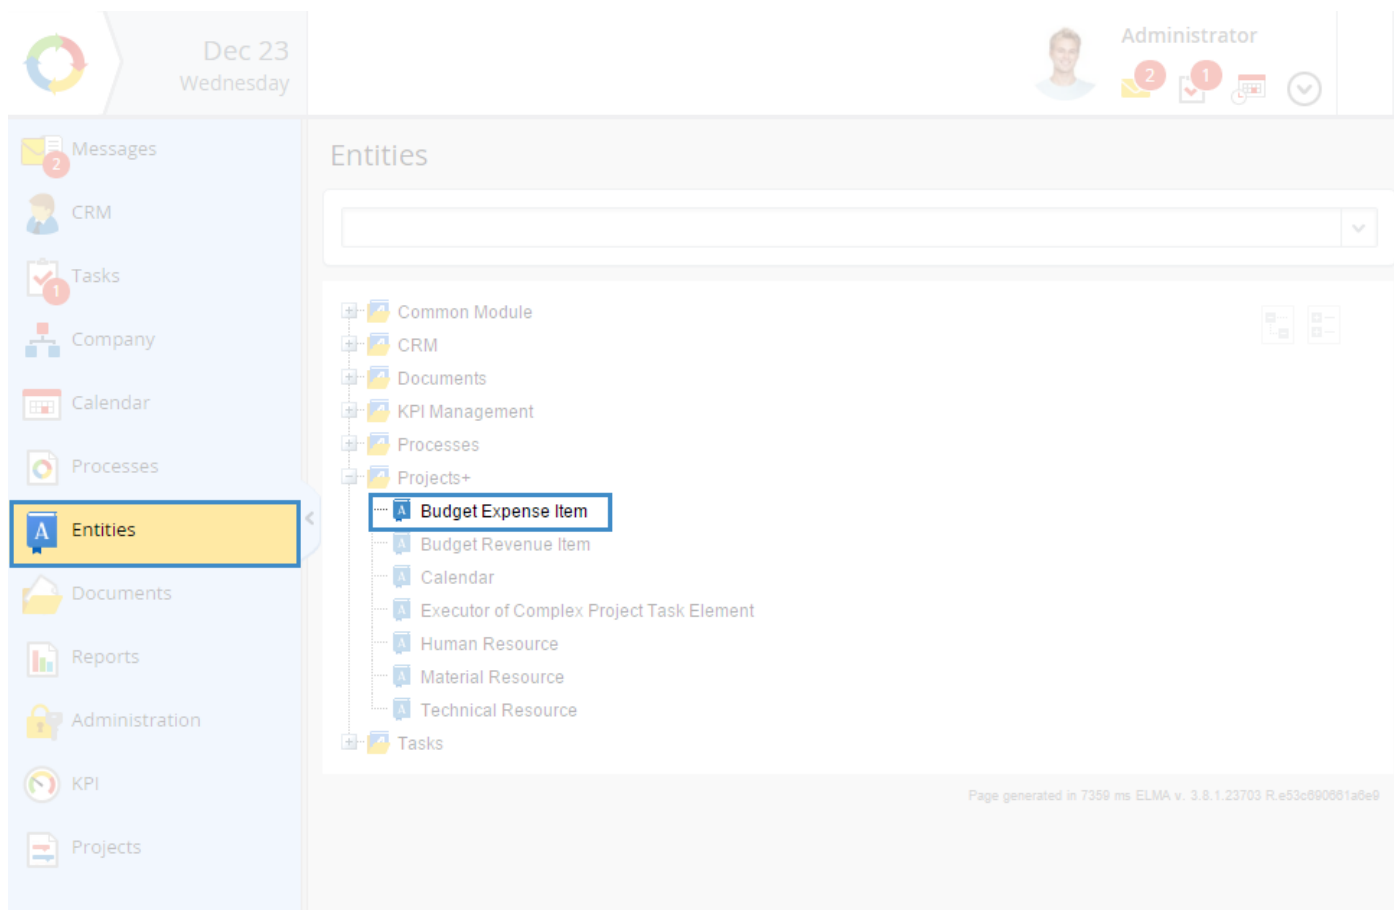 Dec 23
Wednesday
Administrator
2
1
Messages
2
CRM
Tasks
1
Company
Calendar
Processes
A Entities
Documents
Reports
Administration
KPI
Projects
Entities
Common Module
CRM
Documents
KPI Management
Processes
Projects+
A Budget Expense Item
A Budget Revenue Item
A Calendar
A Executor of Complex Project Task Element
A Human Resource
A Material Resource
A Technical Resource
Tasks
Page generated in 7359 ms ELMA v. 3.8.1.23703 R.e53c690661a6e9